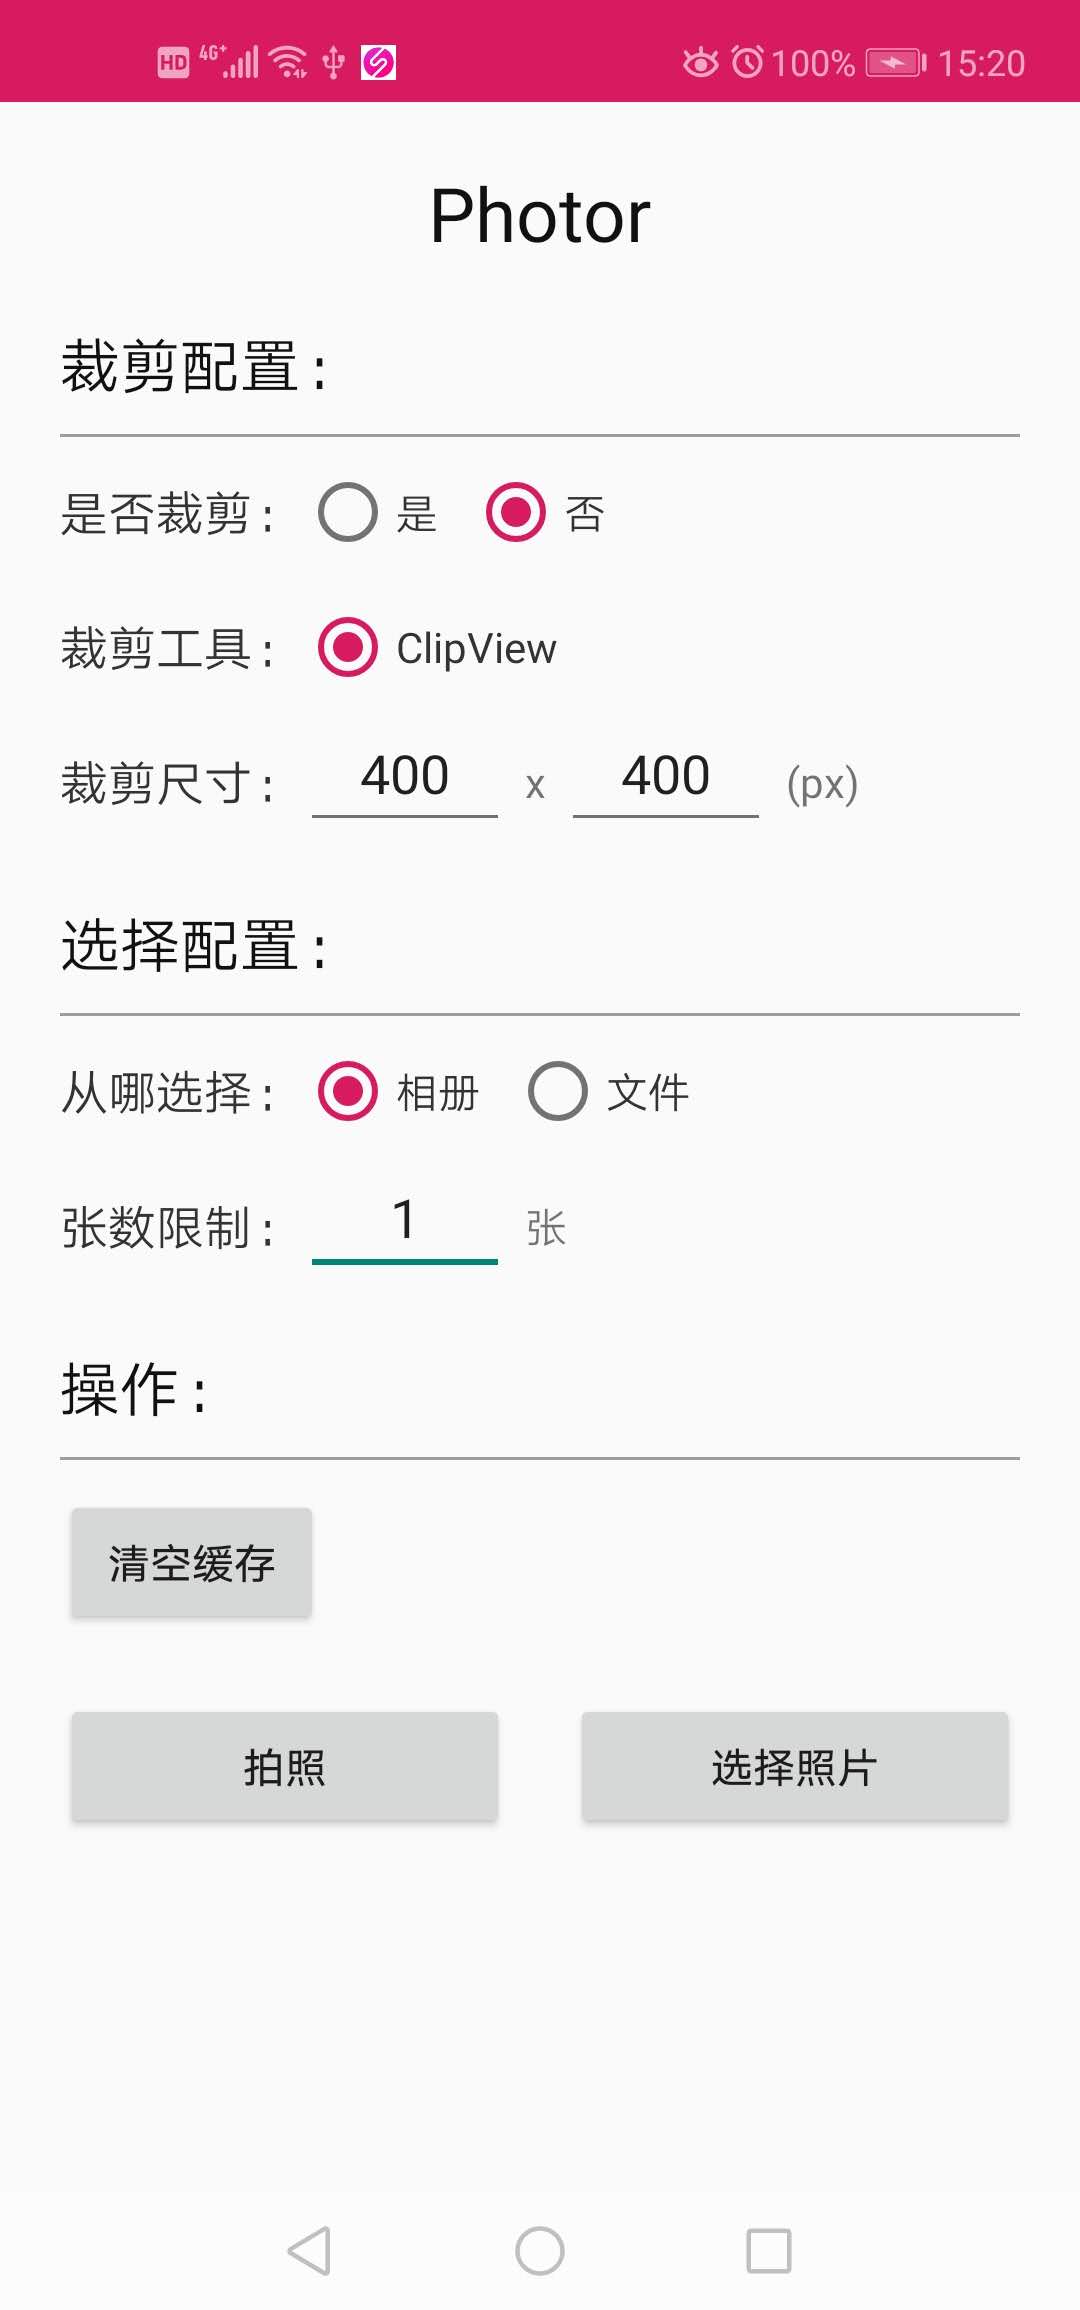 HD 4G+ 100% 15:20
Photor
裁剪配置:
是否裁剪: 是 否
裁剪工具: ClipView
裁剪尺寸: 400 x 400 (px)
选择配置:
从哪选择: 相册 文件
张数限制: 1 张
操作:
清空缓存
拍照 选择照片